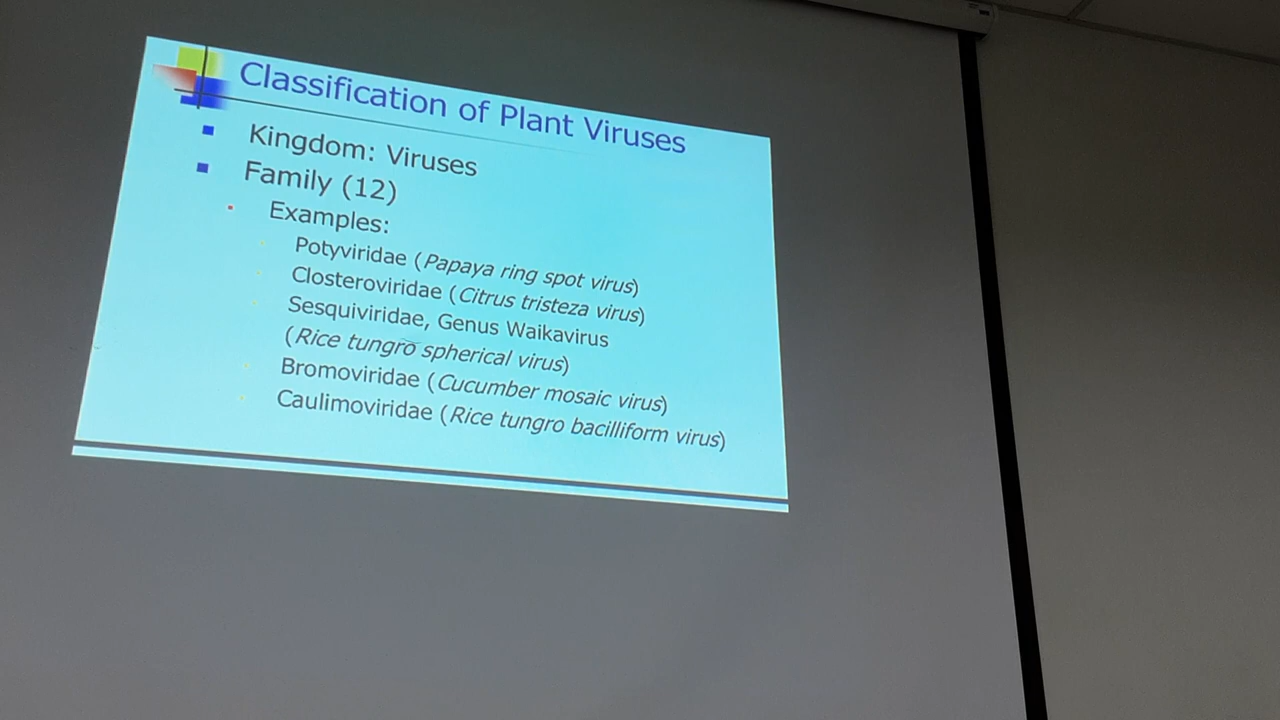 Classification of Plant Viruses
Kingdom: Viruses
Family (12)
Examples:
Potyviridae (Papaya ring spot virus)
Closteroviridae (Citrus tristeza virus)
Sesquiviridae, Genus Waikavirus
(Rice tungro spherical virus)
Bromoviridae (Cucumber mosaic virus)
Caulimoviridae (Rice tungro bacilliform virus)